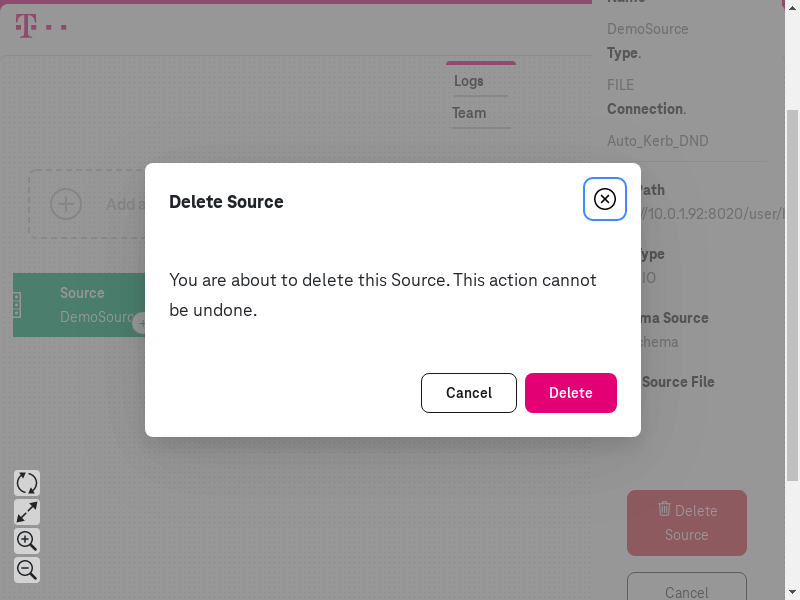 T
Name
DemoSource
Type.
FILE
Connection.
Auto_Kerb_DND
Logs
Team
Add a
Path
/10.0.1.92:8020/user/
Type
IO
ma Source
chema
Source File
Source
DemoSourc
Delete Source
You are about to delete this Source. This action cannot
be undone.
Cancel
Delete
Delete
Source
Cancel